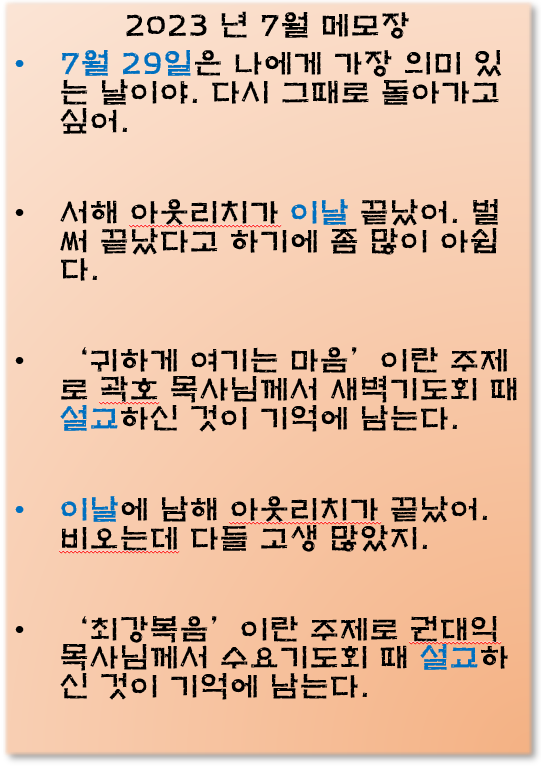 2023 년 7월 메모장
• 7월 29일은 나에게 가장 의미 있
는 날이야. 다시 그때로 돌아가고
싶어.
• 서해 아웃리치가 이날 끝났어. 벌
써 끝났다고 하기에 좀 많이 아쉽
다.
• ‘귀하게 여기는 마음’이란 주제
로 곽호 목사님께서 새벽기도회 때
설교하신 것이 기억에 남는다.
• 이날에 남해 아웃리치가 끝났어.
비오는데 다들 고생 많았지.
• ‘최강복음’이란 주제로 권대익
목사님께서 수요기도회 때 설교하
신 것이 기억에 남는다.